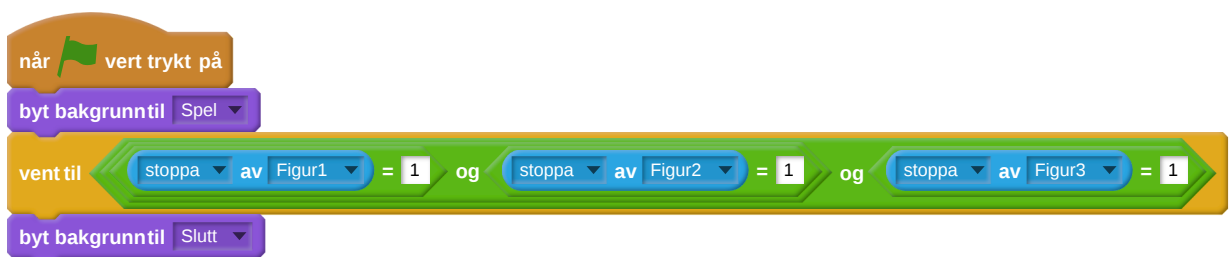 når vert trykt på
byt bakgrunn til Spel
vent til stoppa av Figur1 = 1 og stoppa av Figur2 = 1 og stoppa av Figur3 = 1
byt bakgrunn til Slutt